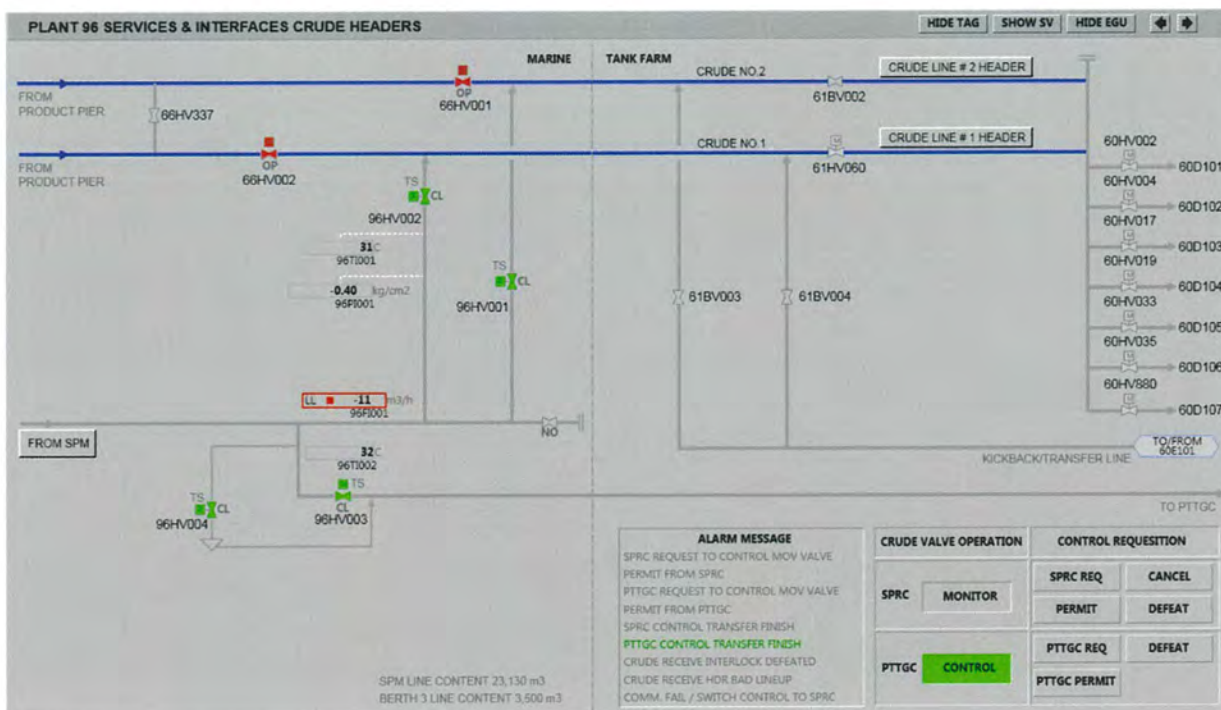 PLANT 96 SERVICES & INTERFACES CRUDE HEADERS
HIDE TAG
SHOW SV
HIDE EGU
MARINE
TANK FARM
CRUDE NO.2
CRUDE LINE # 2 HEADER
FROM
PRODUCT PIER
66HV337
OP
66HV001
61BV002
CRUDE NO.1
CRUDE LINE # 1 HEADER
FROM
PRODUCT PIER
OP
66HV002
61HV060
60HV002
60D101
60HV004
60D102
60HV017
60D103
60HV019
60D104
60HV033
60D105
60HV035
60D106
60HV880
60D107
TS
CL
96HV002
31 C
96TI001
-0.40 kg/cm2
96PI001
TS
CL
96HV001
61BV003
61BV004
LL -11 m3/h
96FI001
NO
FROM SPM
32 C
96TI002
TO/FROM
60E101
KICKBACK/TRANSFER LINE
TS
CL
96HV004
TS
CL
96HV003
TO PTTGC
ALARM MESSAGE
SPRC REQUEST TO CONTROL MOV VALVE
PERMIT FROM SPRC
PTTGC REQUEST TO CONTROL MOV VALVE
PERMIT FROM PTTGC
SPRC CONTROL TRANSFER FINISH
PTTGC CONTROL TRANSFER FINISH
CRUDE RECEIVE INTERLOCK DEFEATED
CRUDE RECEIVE HDR BAD LINEUP
COMM. FAIL / SWITCH CONTROL TO SPRC
CRUDE VALVE OPERATION
SPRC MONITOR
PTTGC CONTROL
CONTROL REQUESITION
SPRC REQ
CANCEL
PERMIT
DEFEAT
PTTGC REQ
DEFEAT
PTTGC PERMIT
SPM LINE CONTENT 23,130 m3
BERTH 3 LINE CONTENT 3,600 m3